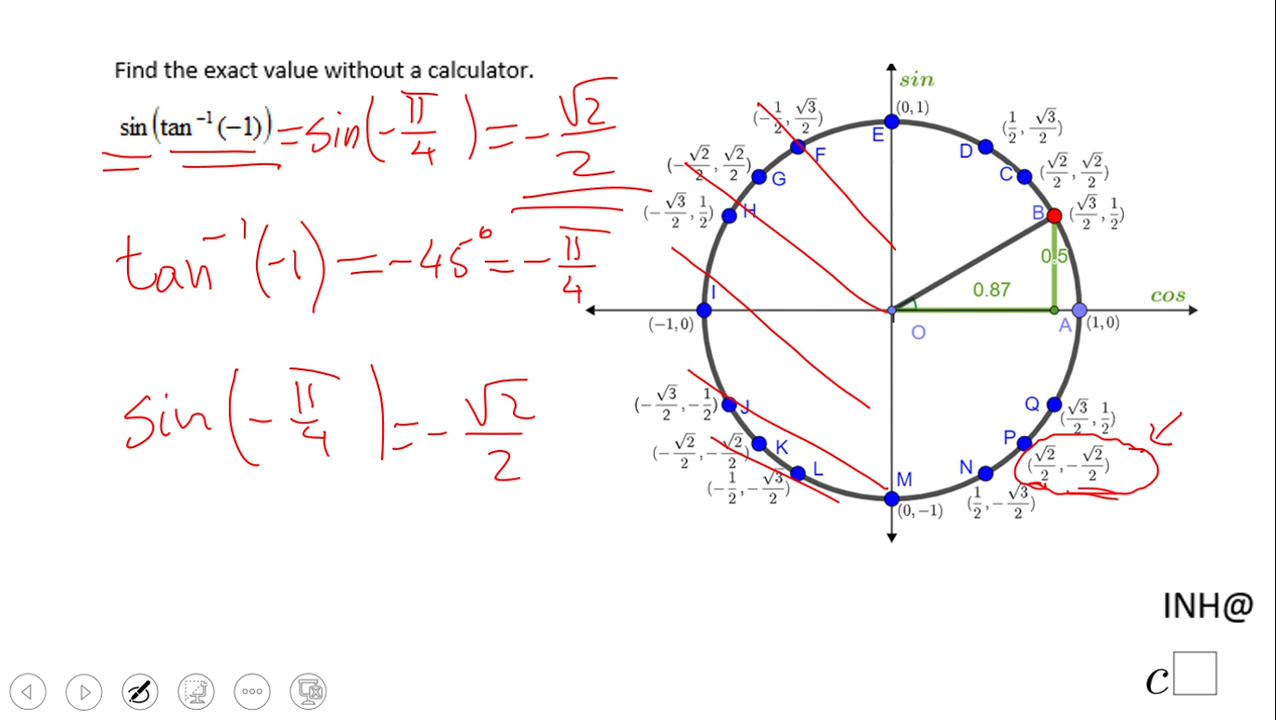 Find the exact value without a calculator.
sin(tan⁻¹(-1)) = sin(-π/4) = -√2/2
tan⁻¹(-1) = -45° = -π/4
sin(-π/4) = -√2/2
sin
(0,1)
E
(-1/2, √3/2)
F
D
(1/2, √3/2)
(-√2/2, √2/2)
G
C
(√2/2, √2/2)
(-√3/2, 1/2)
H
B
(√3/2, 1/2)
0.5
0.87
I
cos
(-1,0)
O
A
(1,0)
(-√3/2, -1/2)
J
Q
(√3/2, 1/2)
(-√2/2, -√2/2)
K
P
(√2/2, -√2/2)
(-1/2, -√3/2)
L
M
N
(0,-1)
(1/2, -√3/2)
INH@
c